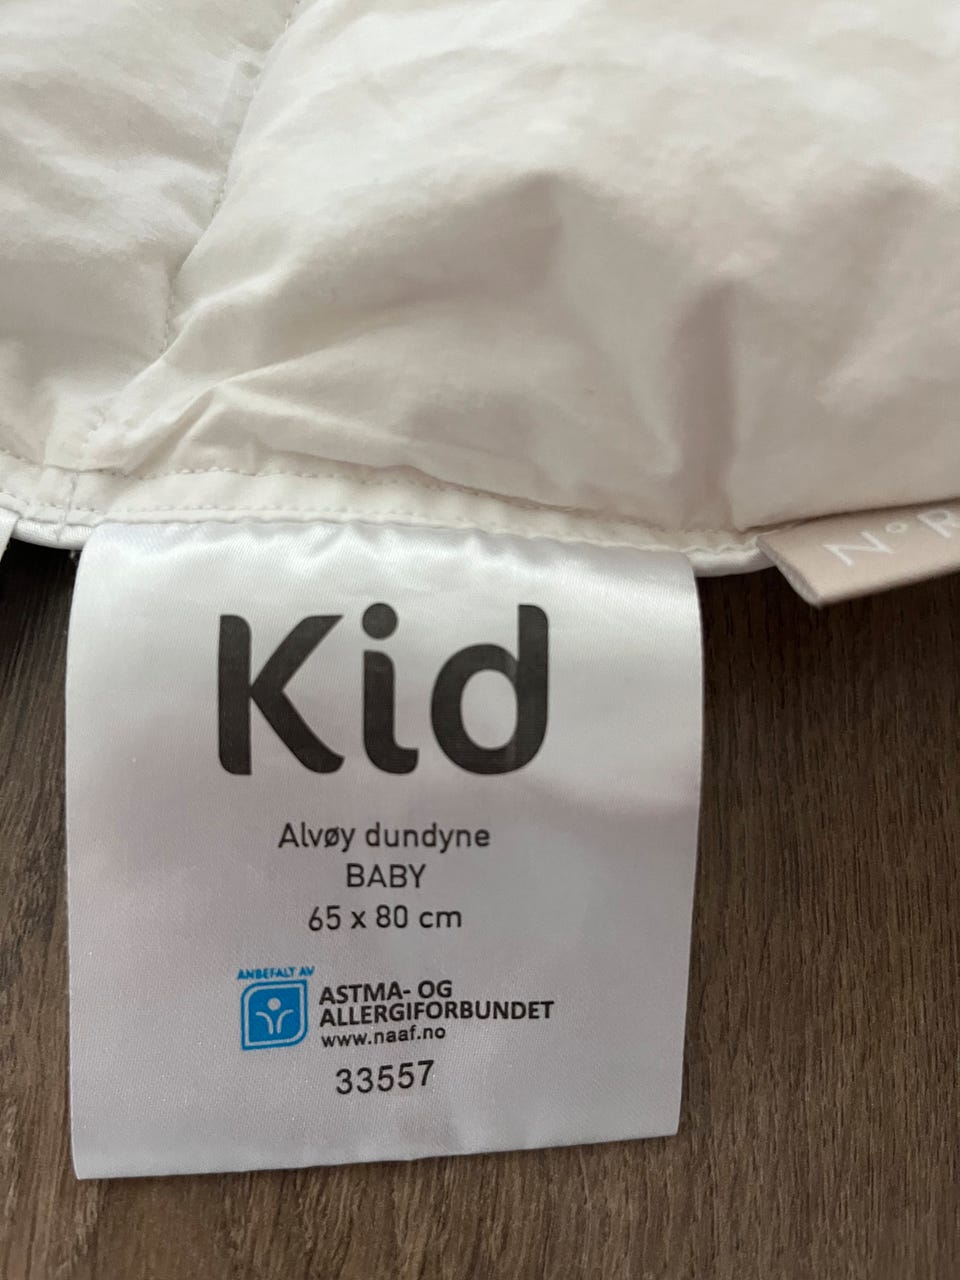 N°R
Kid
Alvøy dundyne
BABY
65 x 80 cm
ANBEFALT AV
ASTMA- OG
ALLERGIFORBUNDET
www.naaf.no
33557